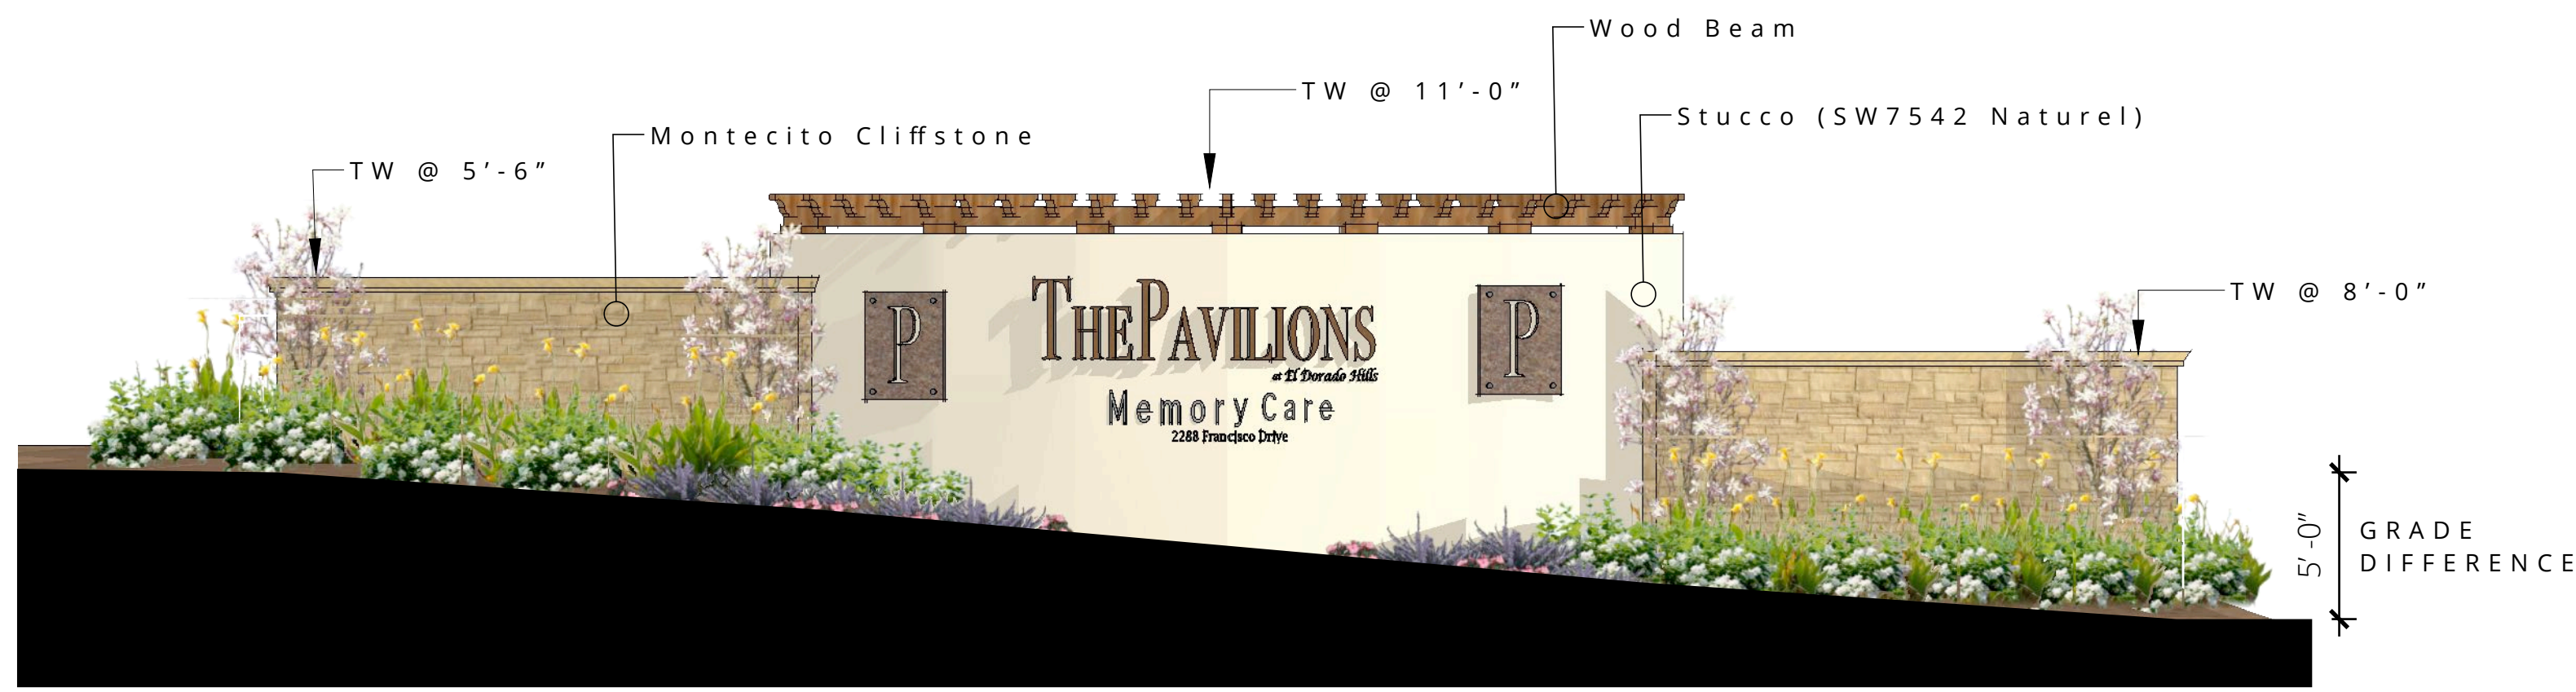 Wood Beam
TW @ 11’-0”
Stucco (SW7542 Naturel)
Montecito Cliffstone
TW @ 5’-6”
TW @ 8’-0”
P
THE PAVILIONS
at El Dorado Hills
Memory Care
2288 Francisco Drive
P
5’-0”
GRADE
DIFFERENCE